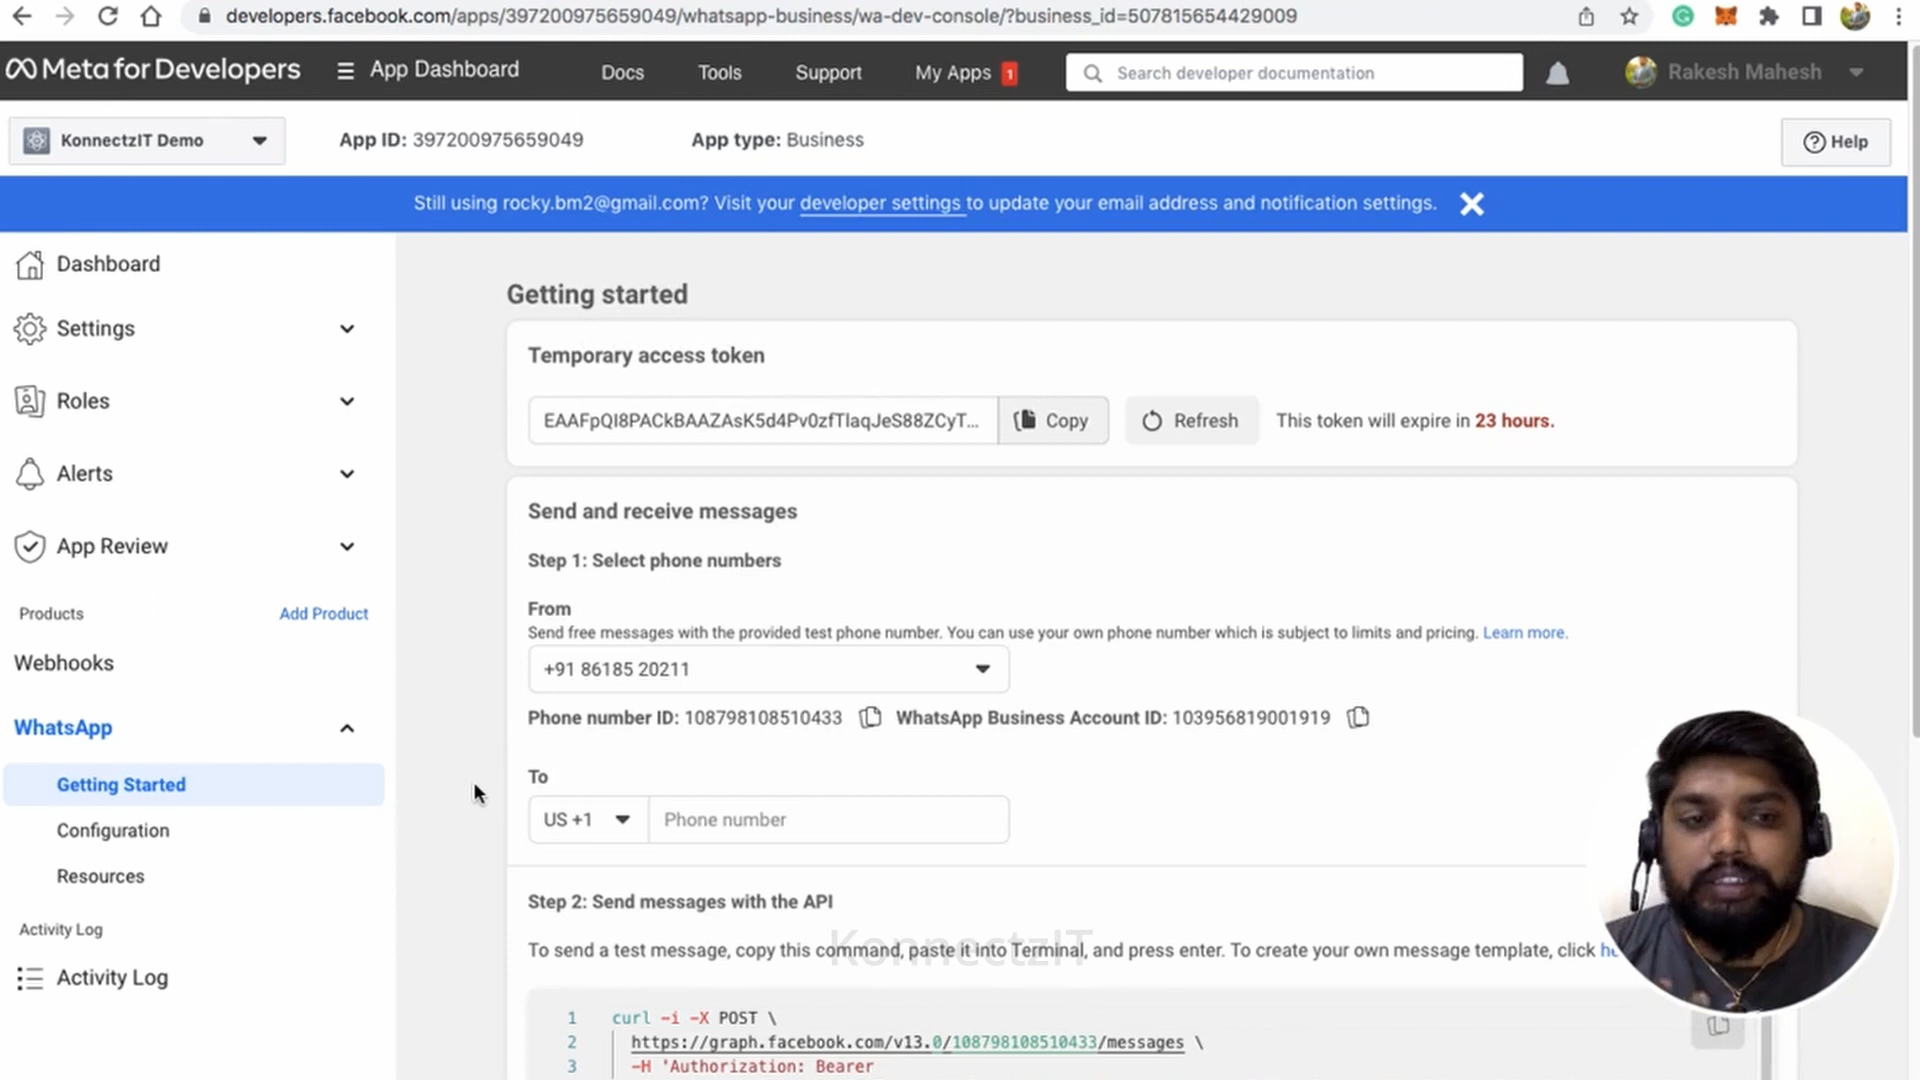 developers.facebook.com/apps/397200975659049/whatsapp-business/wa-dev-console/?business_id=507815654429009
Meta for Developers
App Dashboard
Docs
Tools
Support
My Apps 1
Search developer documentation
Rakesh Mahesh
KonnectzIT Demo
App ID: 397200975659049
App type: Business
Help
Still using rocky.bm2@gmail.com? Visit your developer settings to update your email address and notification settings.
Dashboard
Settings
Roles
Alerts
App Review
Products
Add Product
Webhooks
WhatsApp
Getting Started
Configuration
Resources
Activity Log
Activity Log
Getting started
Temporary access token
EAAFpQI8PACkBAAZAsK5d4Pv0zfTIaqJeS88ZCyT...
Copy
Refresh
This token will expire in 23 hours.
Send and receive messages
Step 1: Select phone numbers
From
Send free messages with the provided test phone number. You can use your own phone number which is subject to limits and pricing. Learn more.
+91 86185 20211
Phone number ID: 108798108510433
WhatsApp Business Account ID: 103956819001919
To
US +1
Phone number
Step 2: Send messages with the API
To send a test message, copy this command, paste it into Terminal, and press enter. To create your own message template, click
KonnectzIT
1 curl -i -X POST \
2 https://graph.facebook.com/v13.0/108798108510433/messages \
3 -H 'Authorization: Bearer